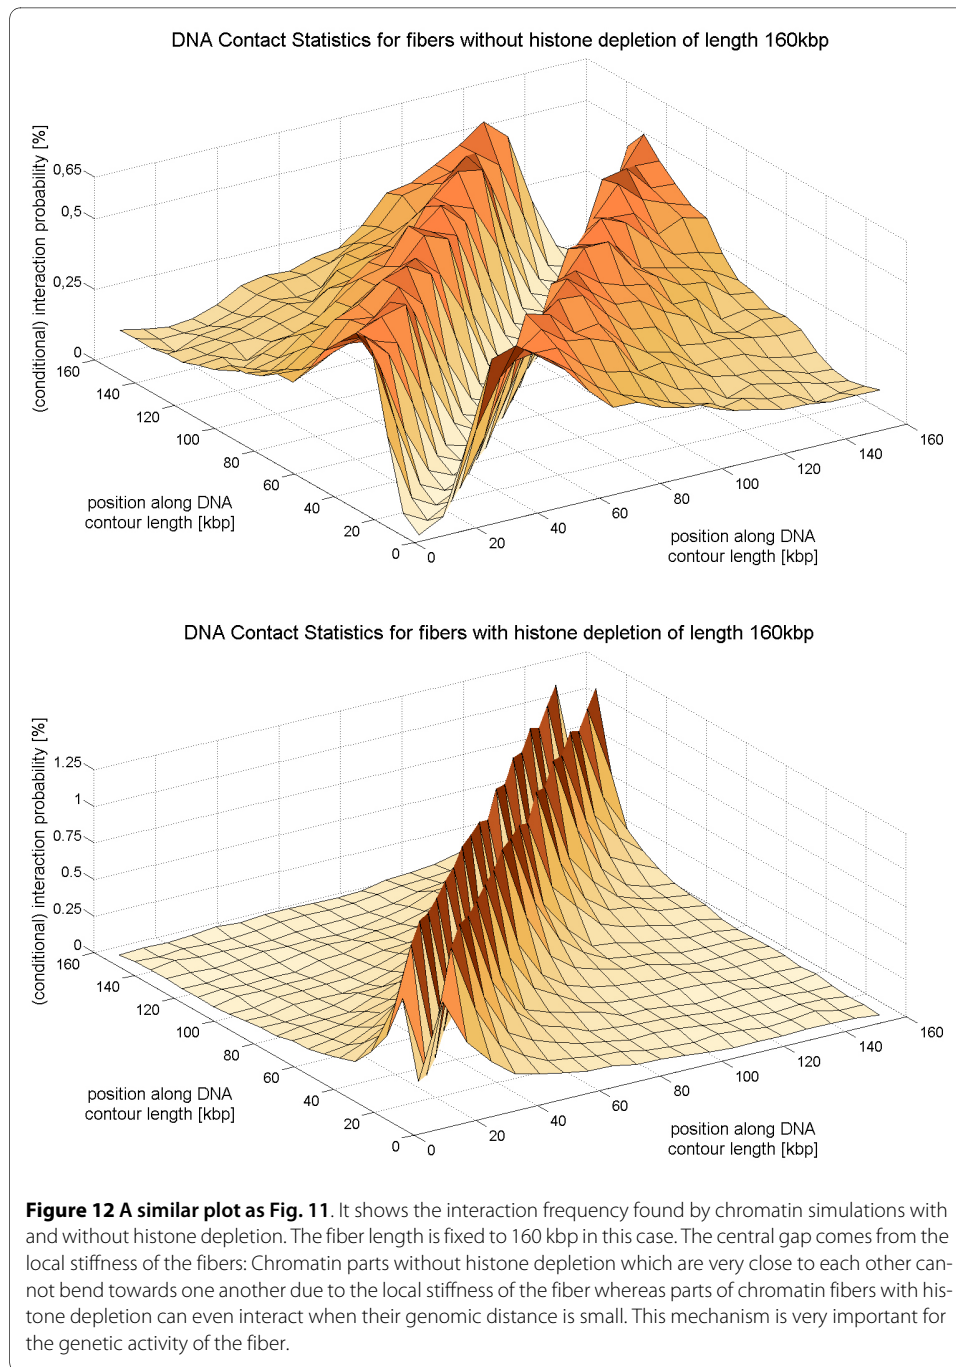 DNA Contact Statistics for fibers without histone depletion of length 160kbp
(conditional) interaction probability [%]
0,65
0,5
0,25
0
160
140
120
100
80
60
40
20
0
position along DNA
contour length [kbp]
0
20
40
60
80
100
120
140
160
position along DNA
contour length [kbp]
DNA Contact Statistics for fibers with histone depletion of length 160kbp
(conditional) interaction probability [%]
1.25
1
0.75
0.5
0.25
0
160
140
120
100
80
60
40
20
0
position along DNA
contour length [kbp]
0
20
40
60
80
100
120
140
160
position along DNA
contour length [kbp]
Figure 12 A similar plot as Fig. 11. It shows the interaction frequency found by chromatin simulations with
and without histone depletion. The fiber length is fixed to 160 kbp in this case. The central gap comes from the
local stiffness of the fibers: Chromatin parts without histone depletion which are very close to each other can-
not bend towards one another due to the local stiffness of the fiber whereas parts of chromatin fibers with his-
tone depletion can even interact when their genomic distance is small. This mechanism is very important for
the genetic activity of the fiber.